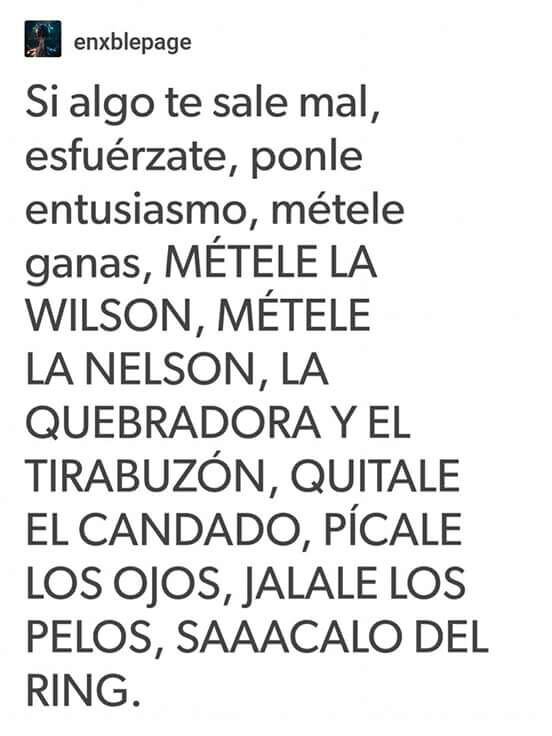 enxblepage
Si algo te sale mal,
esfuérzate, ponle
entusiasmo, métele
ganas, MÉTELE LA
WILSON, MÉTELE
LA NELSON, LA
QUEBRADORA Y EL
TIRABUZÓN, QUITALE
EL CANDADO, PÍCALE
LOS OJOS, JALALE LOS
PELOS, SAAACALO DEL
RING.